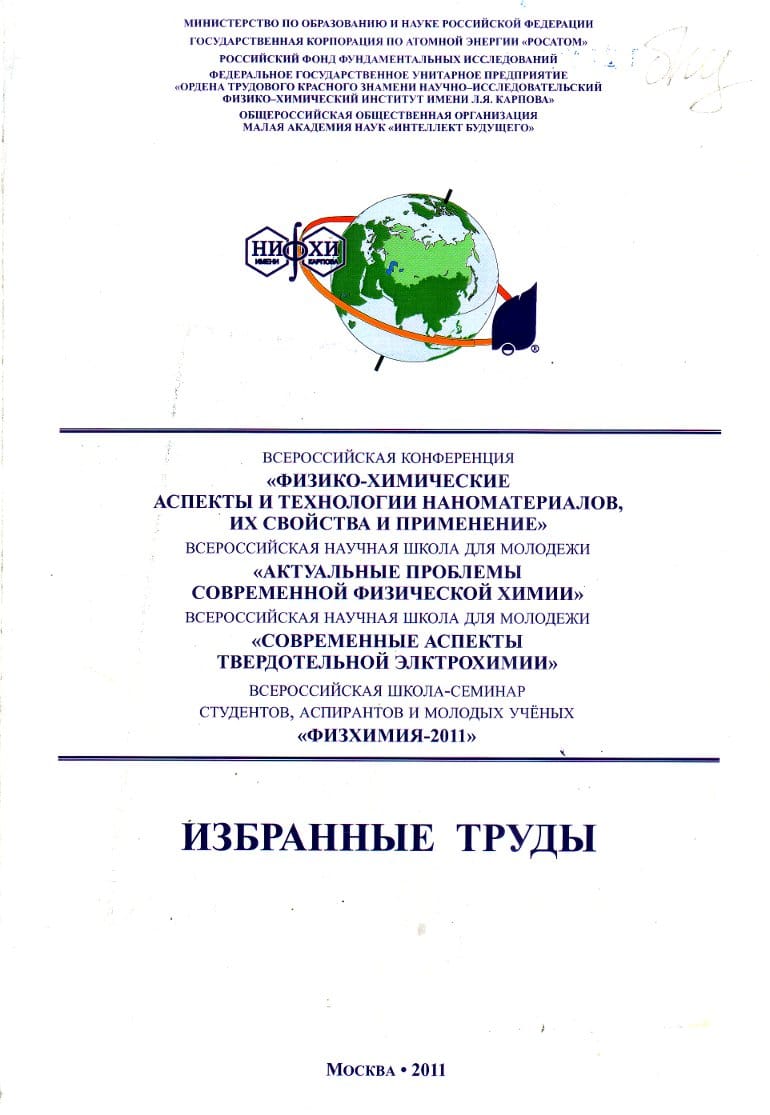 МИНИСТЕРСТВО ПО ОБРАЗОВАНИЮ И НАУКЕ РОССИЙСКОЙ ФЕДЕРАЦИИ
ГОСУДАРСТВЕННАЯ КОРПОРАЦИЯ ПО АТОМНОЙ ЭНЕРГИИ «РОСАТОМ»
РОССИЙСКИЙ ФОНД ФУНДАМЕНТАЛЬНЫХ ИССЛЕДОВАНИЙ
ФЕДЕРАЛЬНОЕ ГОСУДАРСТВЕННОЕ УНИТАРНОЕ ПРЕДПРИЯТИЕ
«ОРДЕНА ТРУДОВОГО КРАСНОГО ЗНАМЕНИ НАУЧНО–ИССЛЕДОВАТЕЛЬСКИЙ
ФИЗИКО–ХИМИЧЕСКИЙ ИНСТИТУТ ИМЕНИ Л.Я. КАРПОВА»
ОБЩЕРОССИЙСКАЯ ОБЩЕСТВЕННАЯ ОРГАНИЗАЦИЯ
МАЛАЯ АКАДЕМИЯ НАУК «ИНТЕЛЛЕКТ БУДУЩЕГО»
НИФХИ
ИМЕНИ КАРПОВА
®
ВСЕРОССИЙСКАЯ КОНФЕРЕНЦИЯ
«ФИЗИКО-ХИМИЧЕСКИЕ
АСПЕКТЫ И ТЕХНОЛОГИИ НАНОМАТЕРИАЛОВ,
ИХ СВОЙСТВА И ПРИМЕНЕНИЕ»
ВСЕРОССИЙСКАЯ НАУЧНАЯ ШКОЛА ДЛЯ МОЛОДЕЖИ
«АКТУАЛЬНЫЕ ПРОБЛЕМЫ
СОВРЕМЕННОЙ ФИЗИЧЕСКОЙ ХИМИИ»
ВСЕРОССИЙСКАЯ НАУЧНАЯ ШКОЛА ДЛЯ МОЛОДЕЖИ
«СОВРЕМЕННЫЕ АСПЕКТЫ
ТВЕРДОТЕЛЬНОЙ ЭЛКТРОХИМИИ»
ВСЕРОССИЙСКАЯ ШКОЛА-СЕМИНАР
СТУДЕНТОВ, АСПИРАНТОВ И МОЛОДЫХ УЧЁНЫХ
«ФИЗХИМИЯ-2011»
ИЗБРАННЫЕ ТРУДЫ
МОСКВА • 2011